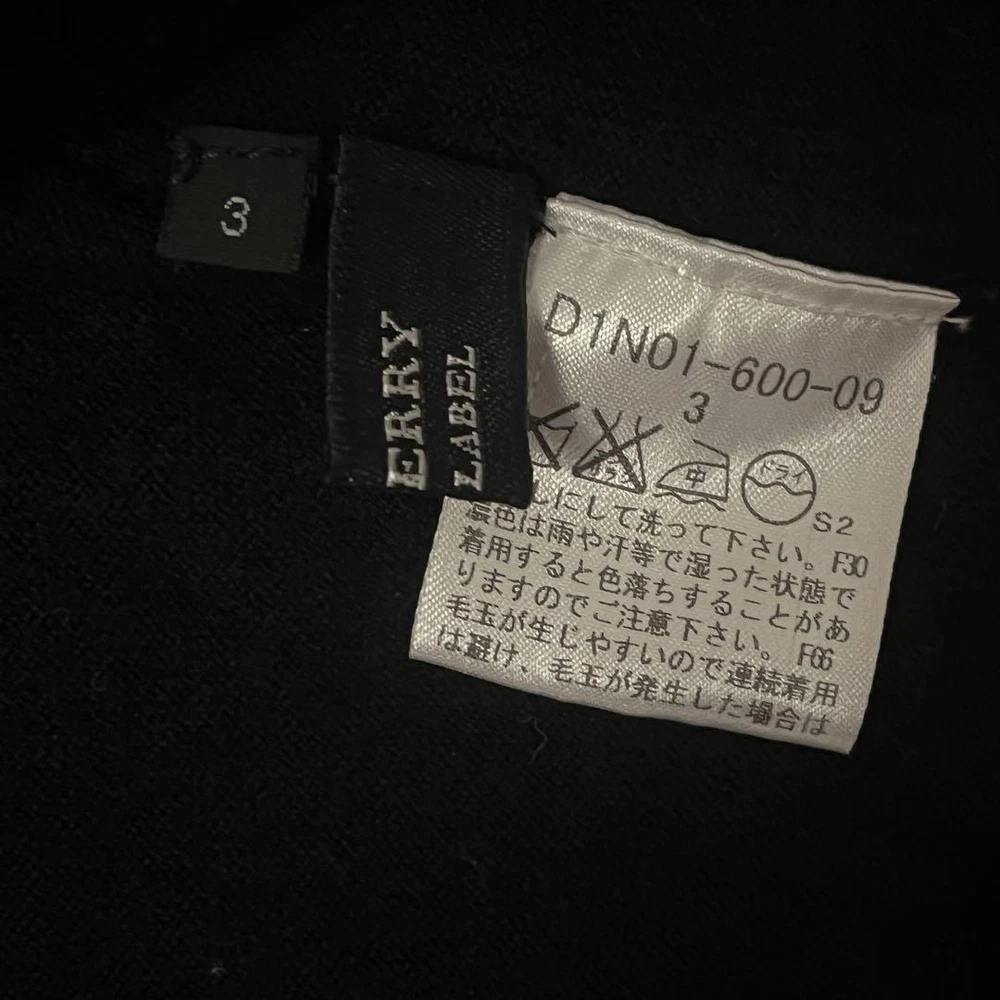 3
ERRY
LABEL
D1N01-600-09
3
中
ドライ
S2
にして洗って下さい。F30
濃色は雨や汗等で湿った状態で
着用すると色落ちすることがあ
りますのでご注意下さい。F66
毛玉が生じやすいので連続着用
は避け、毛玉が発生した場合は